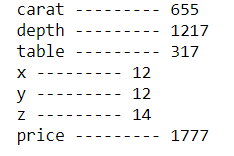 carat --------- 655
depth --------- 1217
table --------- 317
x --------- 12
y --------- 12
z --------- 14
price --------- 1777